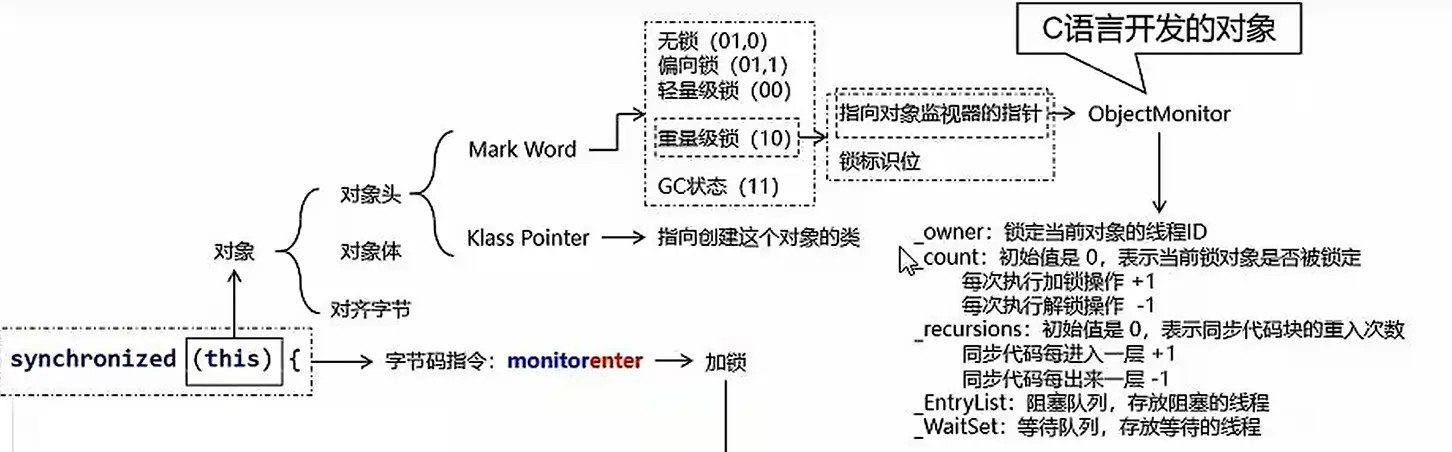 C语言开发的对象
无锁（01,0）
偏向锁（01,1）
轻量级锁（00）
重量级锁（10）
GC状态（11）
指向对象监视器的指针
锁标识位
ObjectMonitor
Mark Word
对象头
Klass Pointer
指向创建这个对象的类
对象
对象体
对齐字节
_owner：锁定当前对象的线程ID
_count：初始值是 0，表示当前锁对象是否被锁定
每次执行加锁操作 +1
每次执行解锁操作 -1
_recursions：初始值是 0，表示同步代码块的重入次数
同步代码每进入一层 +1
同步代码每出来一层 -1
_EntryList：阻塞队列，存放阻塞的线程
_WaitSet：等待队列，存放等待的线程
synchronized (this) {
字节码指令：monitorenter
加锁